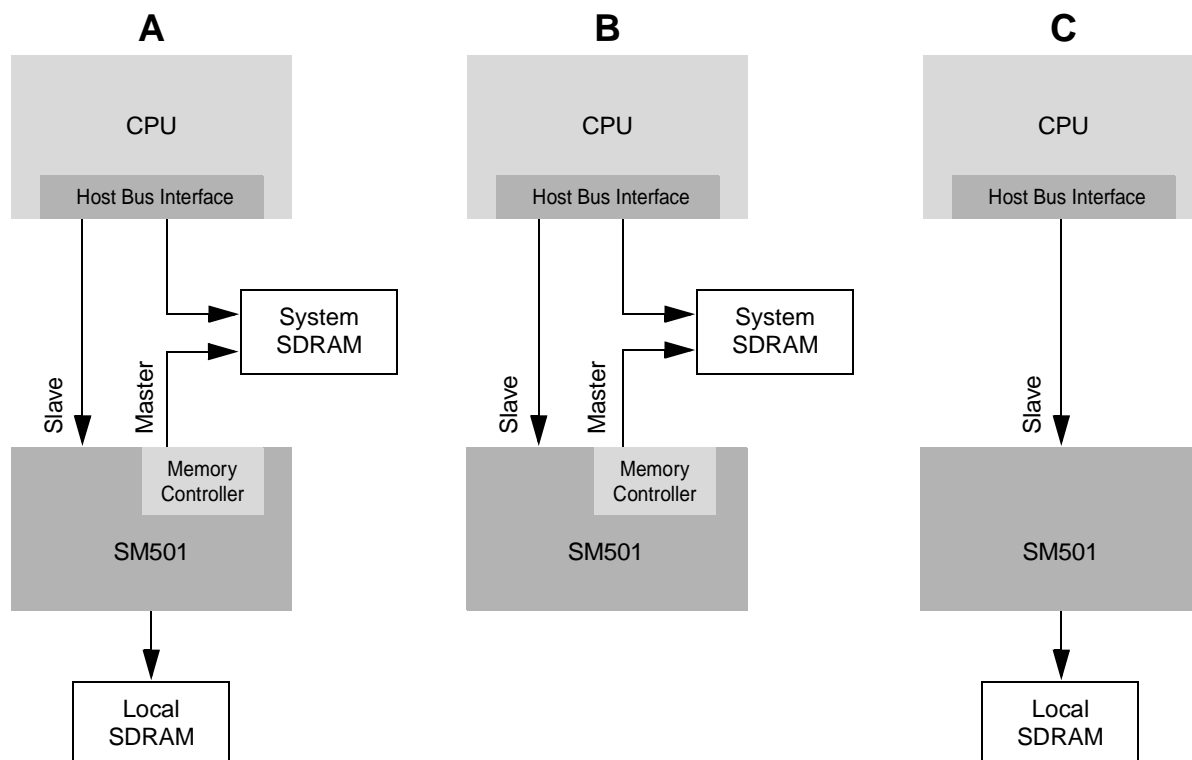 A
CPU
Host Bus Interface
System
SDRAM
Slave
Master
Memory
Controller
SM501
Local
SDRAM
B
CPU
Host Bus Interface
System
SDRAM
Slave
Master
Memory
Controller
SM501
C
CPU
Host Bus Interface
Slave
SM501
Local
SDRAM